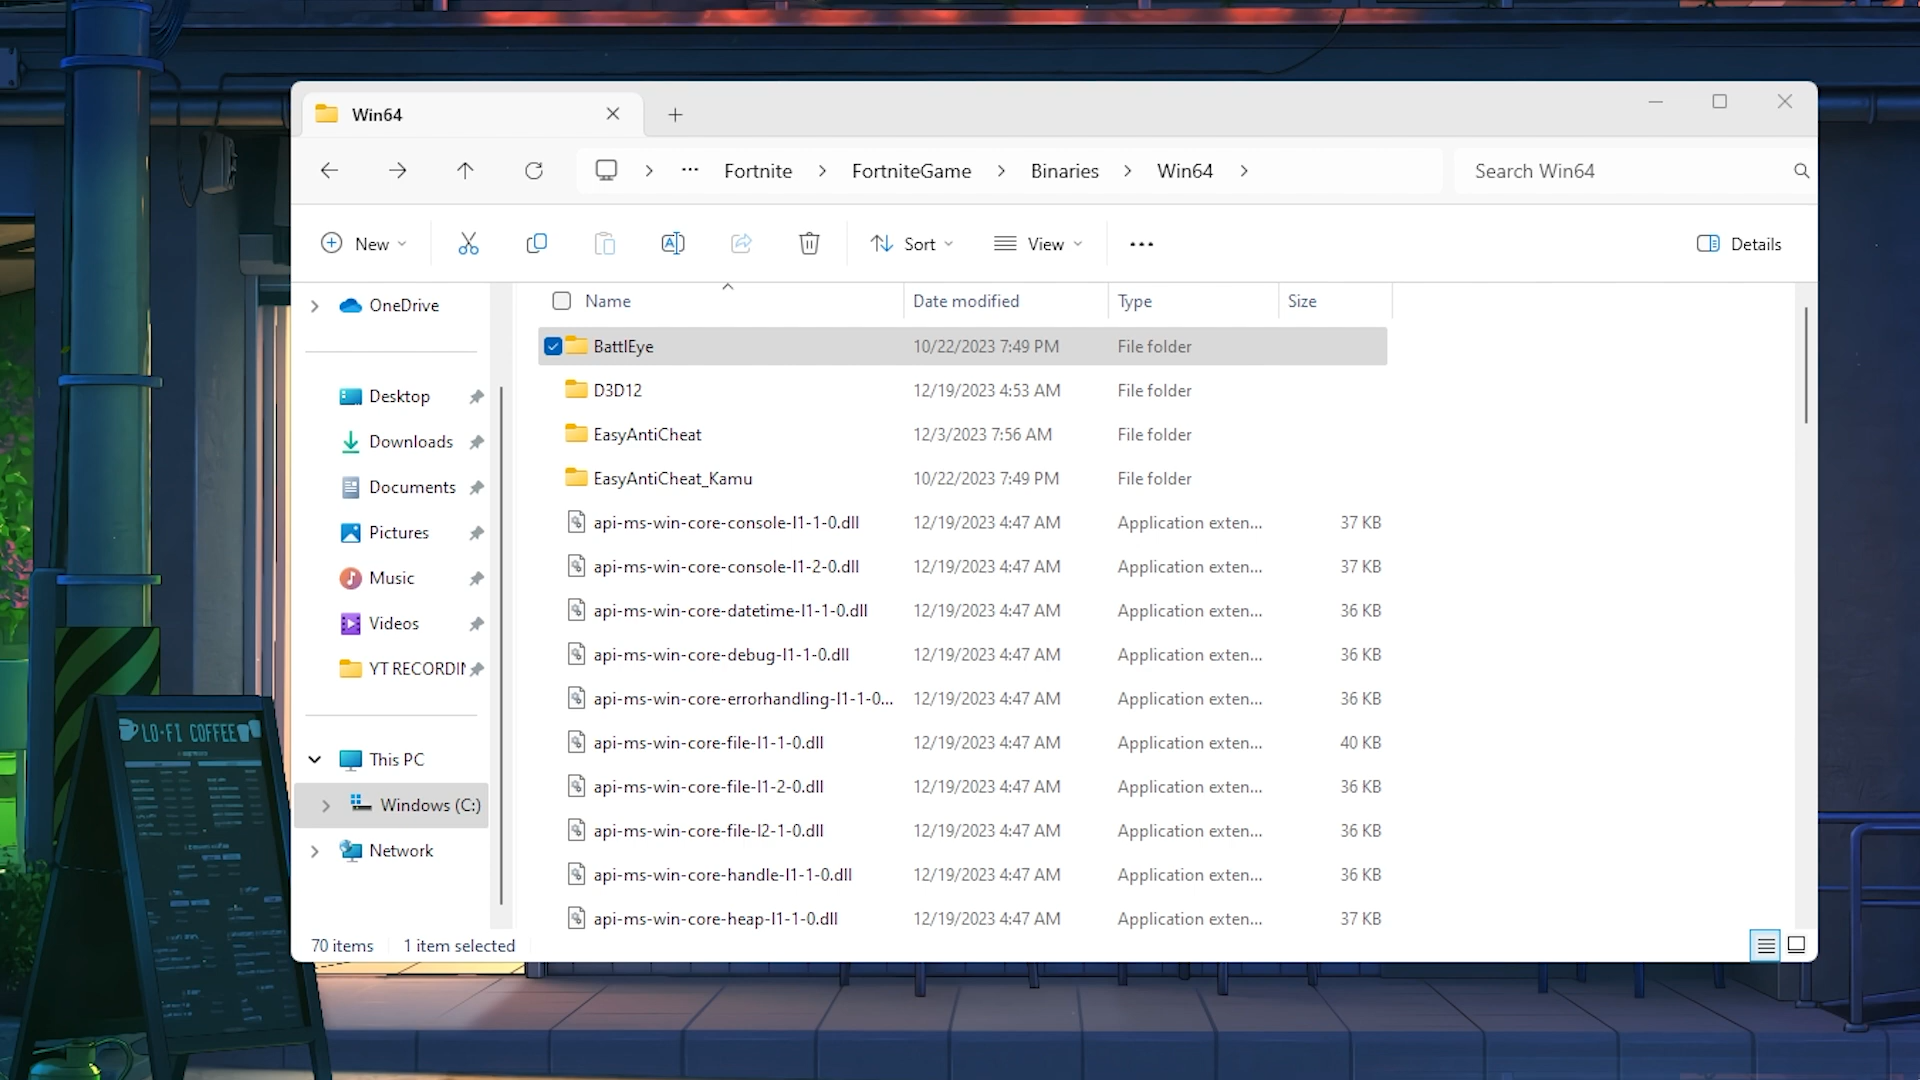 Win64
Fortnite FortniteGame Binaries Win64 Search Win64
New Sort View Details
OneDrive
Desktop
Downloads
Documents
Pictures
Music
Videos
YT RECORDIN
This PC
Windows (C:)
Network
Name Date modified Type Size
BattlEye 10/22/2023 7:49 PM File folder
D3D12 12/19/2023 4:53 AM File folder
EasyAntiCheat 12/3/2023 7:56 AM File folder
EasyAntiCheat_Kamu 10/22/2023 7:49 PM File folder
api-ms-win-core-console-l1-1-0.dll 12/19/2023 4:47 AM Application exten... 37 KB
api-ms-win-core-console-l1-2-0.dll 12/19/2023 4:47 AM Application exten... 37 KB
api-ms-win-core-datetime-l1-1-0.dll 12/19/2023 4:47 AM Application exten... 36 KB
api-ms-win-core-debug-l1-1-0.dll 12/19/2023 4:47 AM Application exten... 36 KB
api-ms-win-core-errorhandling-l1-1-0... 12/19/2023 4:47 AM Application exten... 36 KB
api-ms-win-core-file-l1-1-0.dll 12/19/2023 4:47 AM Application exten... 40 KB
api-ms-win-core-file-l1-2-0.dll 12/19/2023 4:47 AM Application exten... 36 KB
api-ms-win-core-file-l2-1-0.dll 12/19/2023 4:47 AM Application exten... 36 KB
api-ms-win-core-handle-l1-1-0.dll 12/19/2023 4:47 AM Application exten... 36 KB
api-ms-win-core-heap-l1-1-0.dll 12/19/2023 4:47 AM Application exten... 37 KB
70 items 1 item selected
LO-FI COFFEE